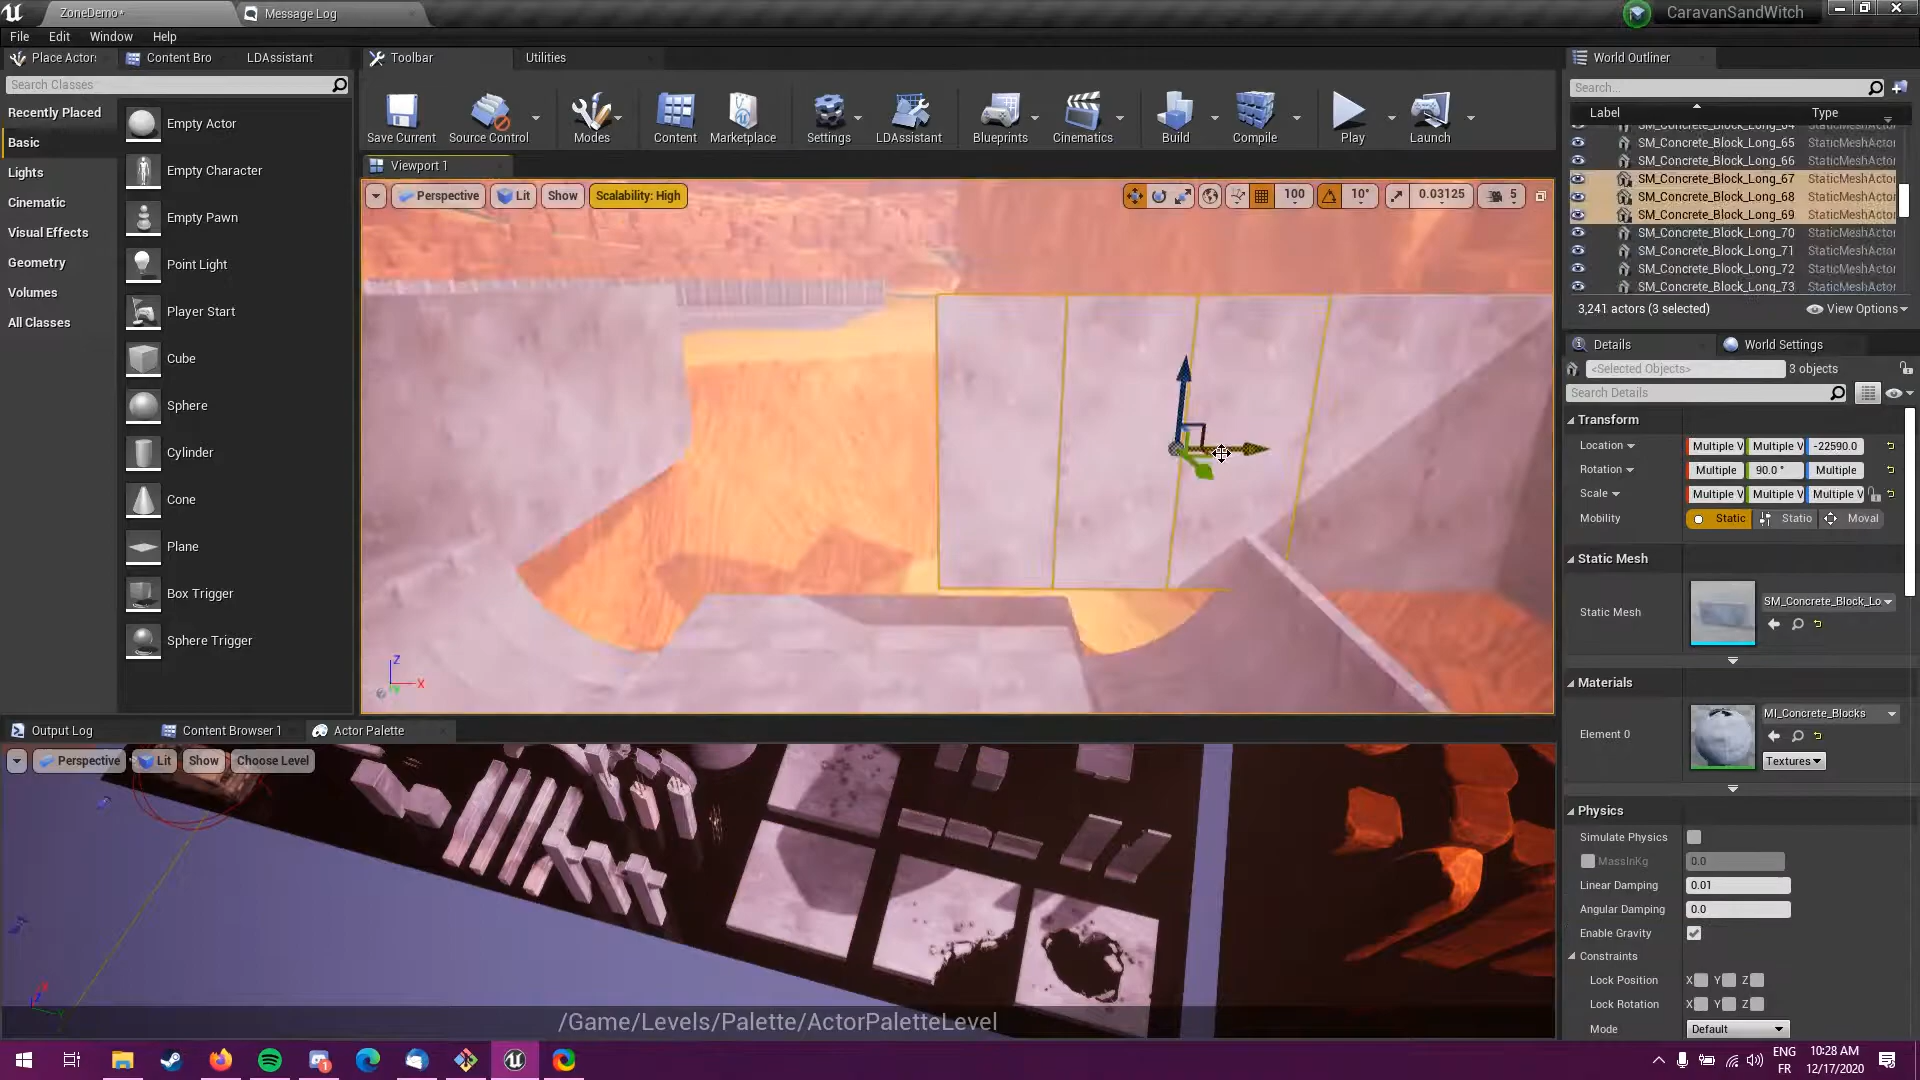 ZoneDemo*
Message Log
CaravanSandWitch
File Edit Window Help
Place Actors
Content Bro
LDAssistant
Toolbar
Utilities
World Outliner
Search Classes
Recently Placed
Basic
Lights
Cinematic
Visual Effects
Geometry
Volumes
All Classes
Empty Actor
Empty Character
Empty Pawn
Point Light
Player Start
Cube
Sphere
Cylinder
Cone
Plane
Box Trigger
Sphere Trigger
Save Current
Source Control
Modes
Content
Marketplace
Settings
LDAssistant
Blueprints
Cinematics
Build
Compile
Play
Launch
Viewport 1
Perspective Lit Show Scalability: High
100 10° 0.03125 5
Z
X
Search...
Label Type
SM_Concrete_Block_Long_64 StaticMeshActor
SM_Concrete_Block_Long_65 StaticMeshActor
SM_Concrete_Block_Long_66 StaticMeshActor
SM_Concrete_Block_Long_67 StaticMeshActor
SM_Concrete_Block_Long_68 StaticMeshActor
SM_Concrete_Block_Long_69 StaticMeshActor
SM_Concrete_Block_Long_70 StaticMeshActor
SM_Concrete_Block_Long_71 StaticMeshActor
SM_Concrete_Block_Long_72 StaticMeshActor
SM_Concrete_Block_Long_73 StaticMeshActor
3,241 actors (3 selected)
View Options
Details
World Settings
<Selected Objects> 3 objects
Search Details
Transform
Location Multiple V Multiple V -22590.0
Rotation Multiple 90.0 ° Multiple
Scale Multiple V Multiple V Multiple V
Mobility Static Statio Moval
Static Mesh
Static Mesh
SM_Concrete_Block_Lo
Materials
Element 0
MI_Concrete_Blocks
Textures
Physics
Simulate Physics
MassInKg 0.0
Linear Damping 0.01
Angular Damping 0.0
Enable Gravity
Constraints
Lock Position X Y Z
Lock Rotation X Y Z
Mode Default
Output Log
Content Browser 1
Actor Palette
Perspective Lit Show Choose Level
/Game/Levels/Palette/ActorPaletteLevel
ENG
FR
10:28 AM
12/17/2020